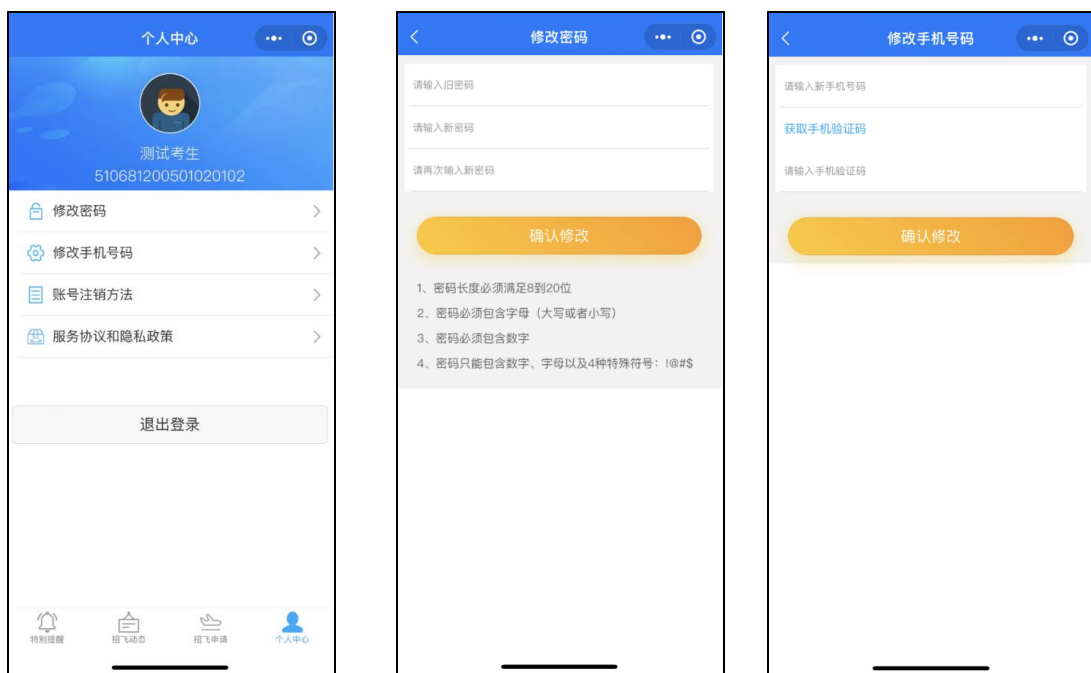 个人中心
测试考生
510681200501020102
修改密码
修改手机号码
账号注销方法
服务协议和隐私政策
退出登录
特别提醒
招飞动态
招飞申请
个人中心
修改密码
请输入旧密码
请输入新密码
请再次输入新密码
确认修改
1、密码长度必须满足8到20位
2、密码必须包含字母（大写或者小写）
3、密码必须包含数字
4、密码只能包含数字、字母以及4种特殊符号：!@#$
修改手机号码
请输入新手机号码
获取手机验证码
请输入手机验证码
确认修改